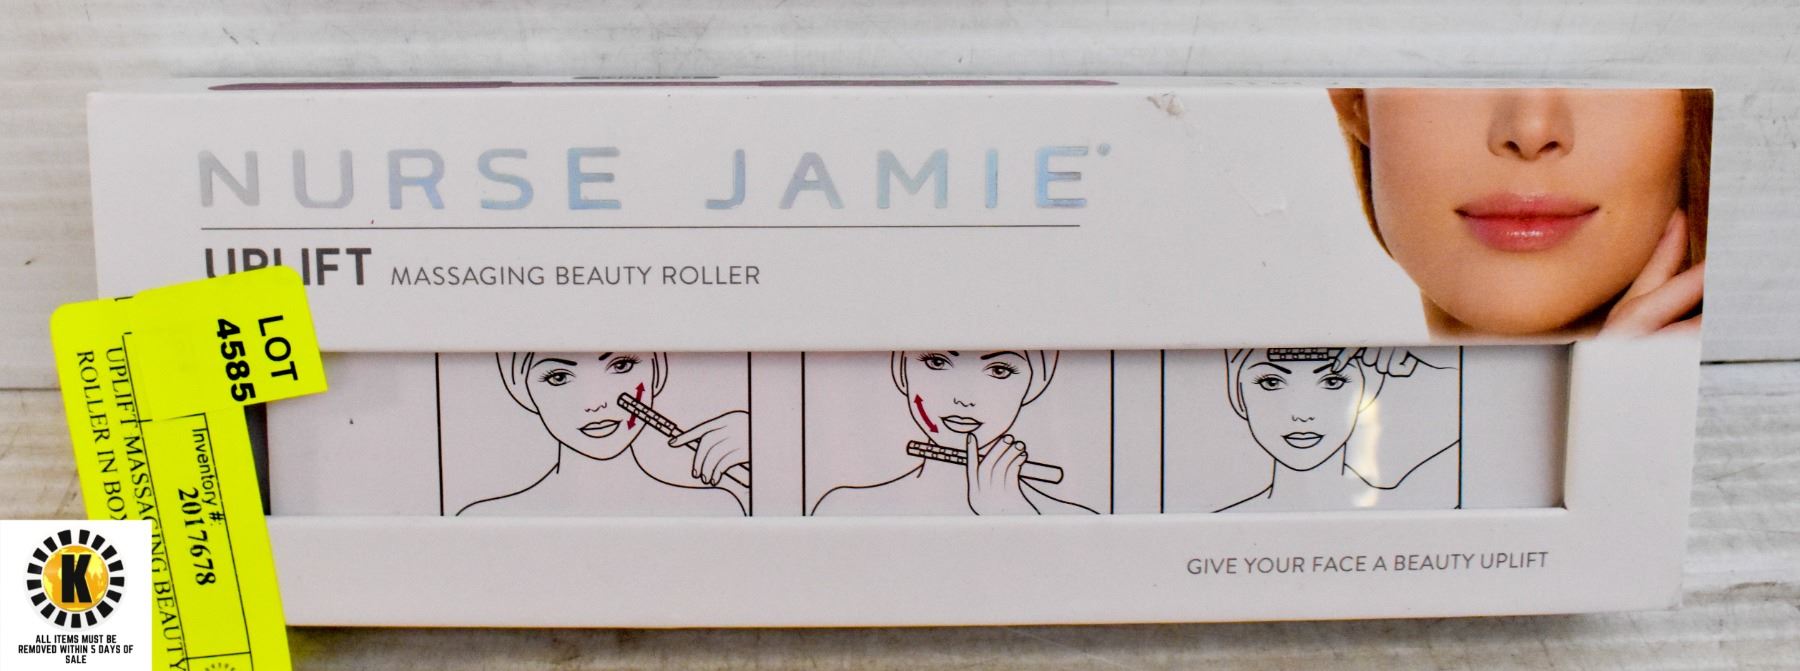 NURSE JAMIE
UPLIFT MASSAGING BEAUTY ROLLER
LOT
4585
UPLIFT MASSAGING BEAUTY
ROLLER IN BOX
Inventory #:
2017678
GIVE YOUR FACE A BEAUTY UPLIFT
K
ALL ITEMS MUST BE
REMOVED WITHIN 5 DAYS OF
SALE